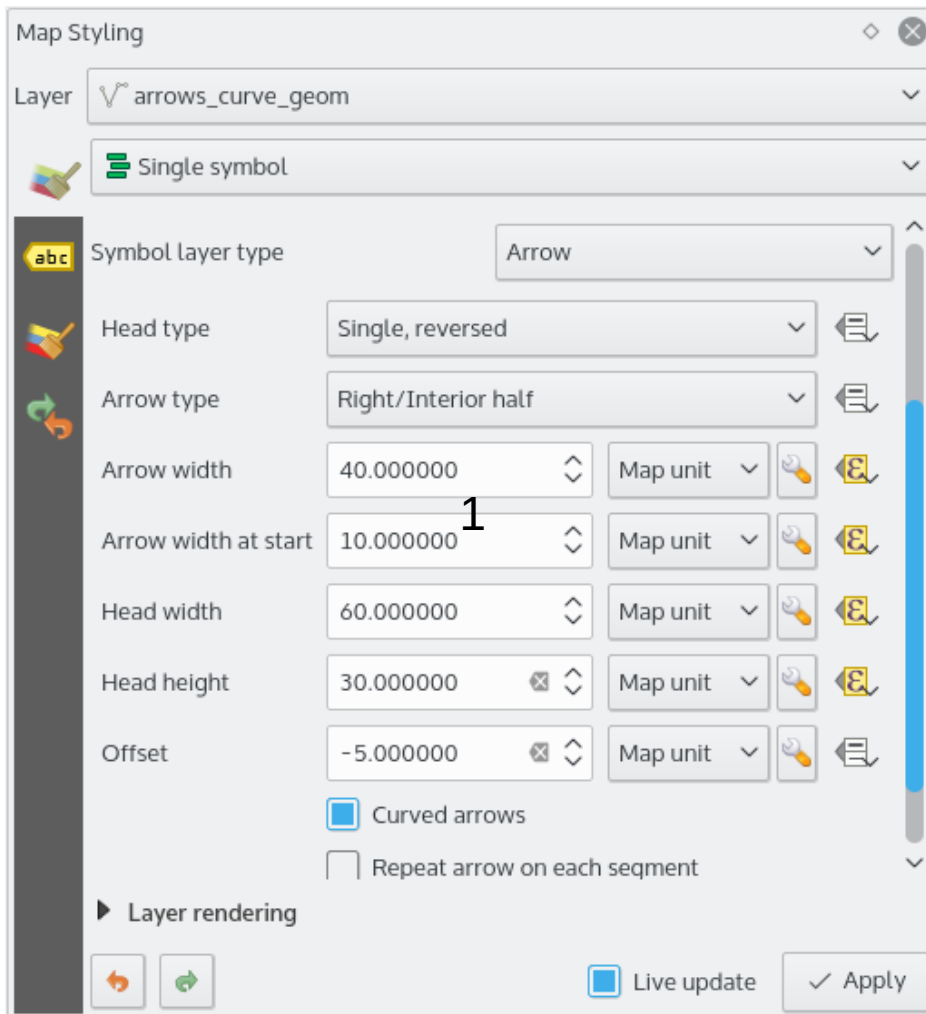 Map Styling
Layer arrows_curve_geom
Single symbol
abc Symbol layer type Arrow
Head type Single, reversed
Arrow type Right/Interior half
Arrow width 40.000000 Map unit ε
1
Arrow width at start 10.000000 Map unit ε
Head width 60.000000 Map unit ε
Head height 30.000000 Map unit ε
Offset -5.000000 Map unit
Curved arrows
Repeat arrow on each segment
Layer rendering
Live update Apply